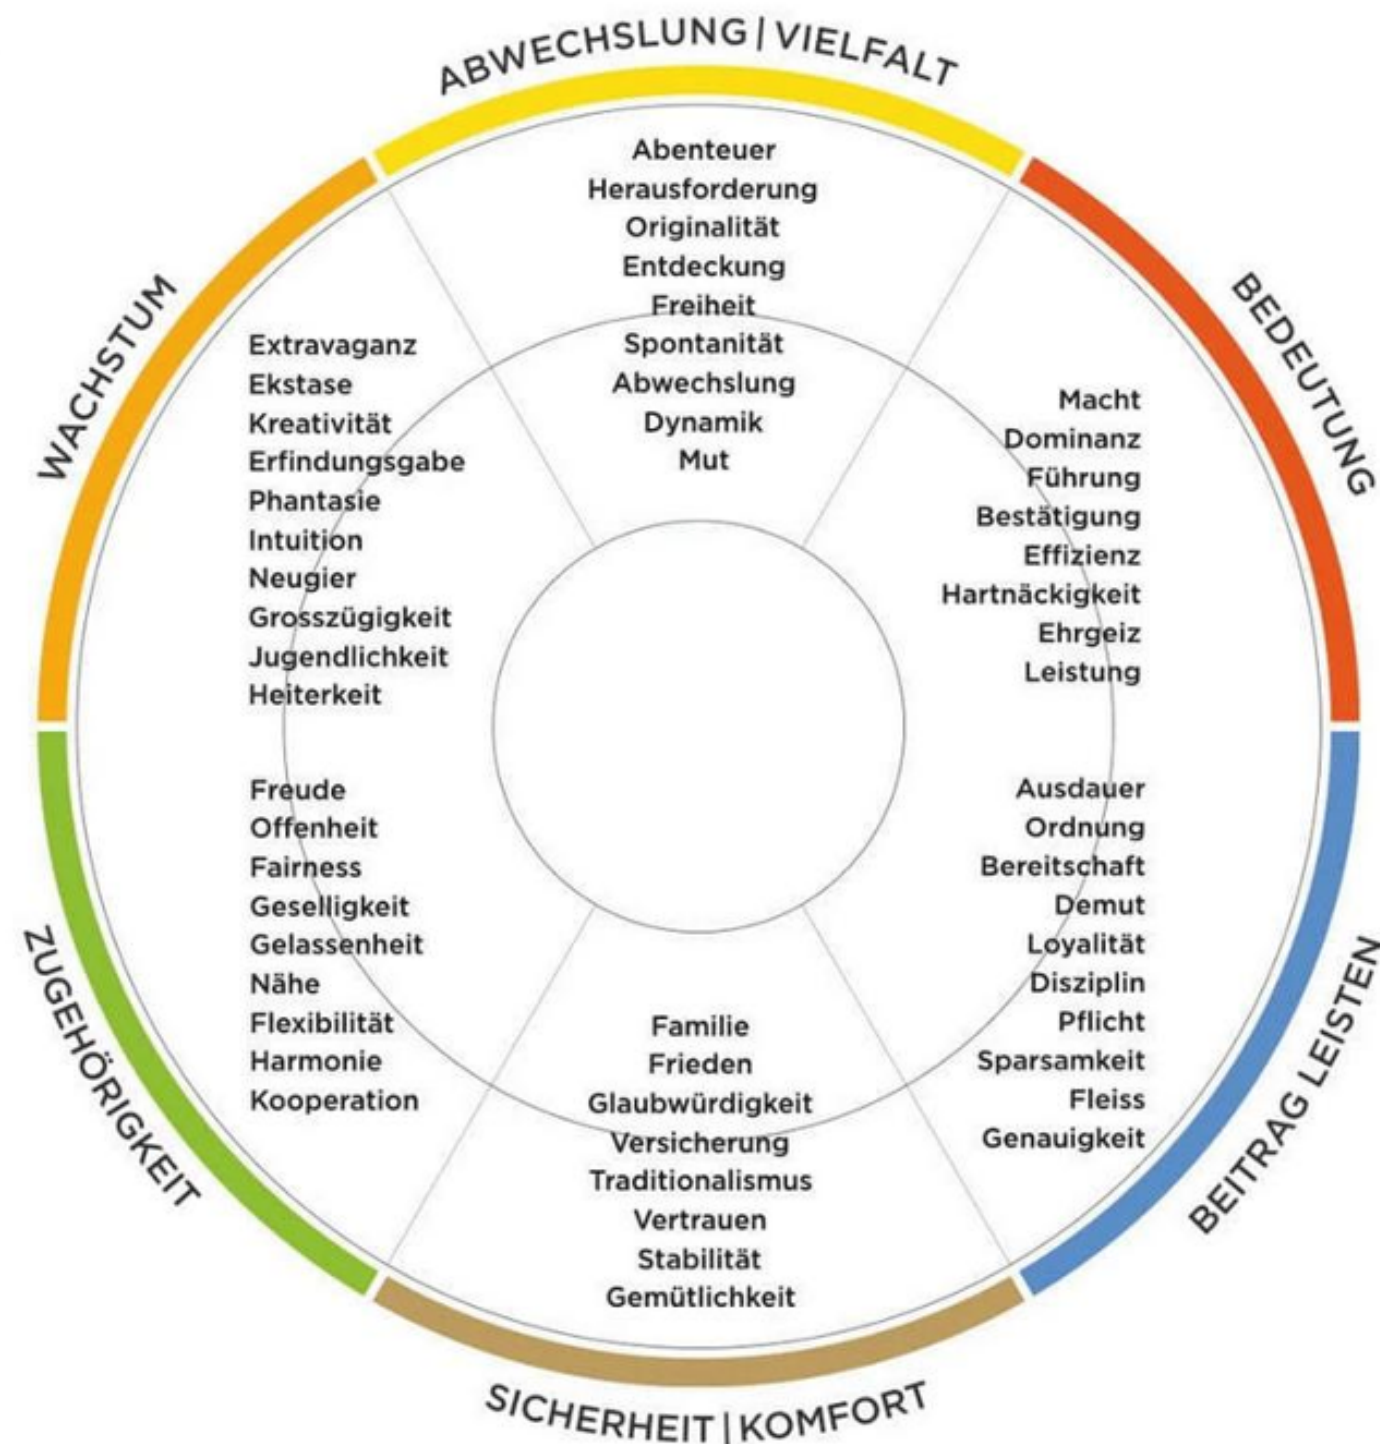 ABWECHSLUNG | VIELFALT
Abenteuer
Herausforderung
Originalität
Entdeckung
Freiheit
Spontanität
Abwechslung
Dynamik
Mut
BEDEUTUNG
Macht
Dominanz
Führung
Bestätigung
Effizienz
Hartnäckigkeit
Ehrgeiz
Leistung
BEITRAG LEISTEN
Ausdauer
Ordnung
Bereitschaft
Demut
Loyalität
Disziplin
Pflicht
Sparsamkeit
Fleiss
Genauigkeit
SICHERHEIT | KOMFORT
Familie
Frieden
Glaubwürdigkeit
Versicherung
Traditionalismus
Vertrauen
Stabilität
Gemütlichkeit
ZUGEHÖRIGKEIT
Freude
Offenheit
Fairness
Geselligkeit
Gelassenheit
Nähe
Flexibilität
Harmonie
Kooperation
WACHSTUM
Extravaganz
Ekstase
Kreativität
Erfindungsgabe
Phantasie
Intuition
Neugier
Grosszügigkeit
Jugendlichkeit
Heiterkeit